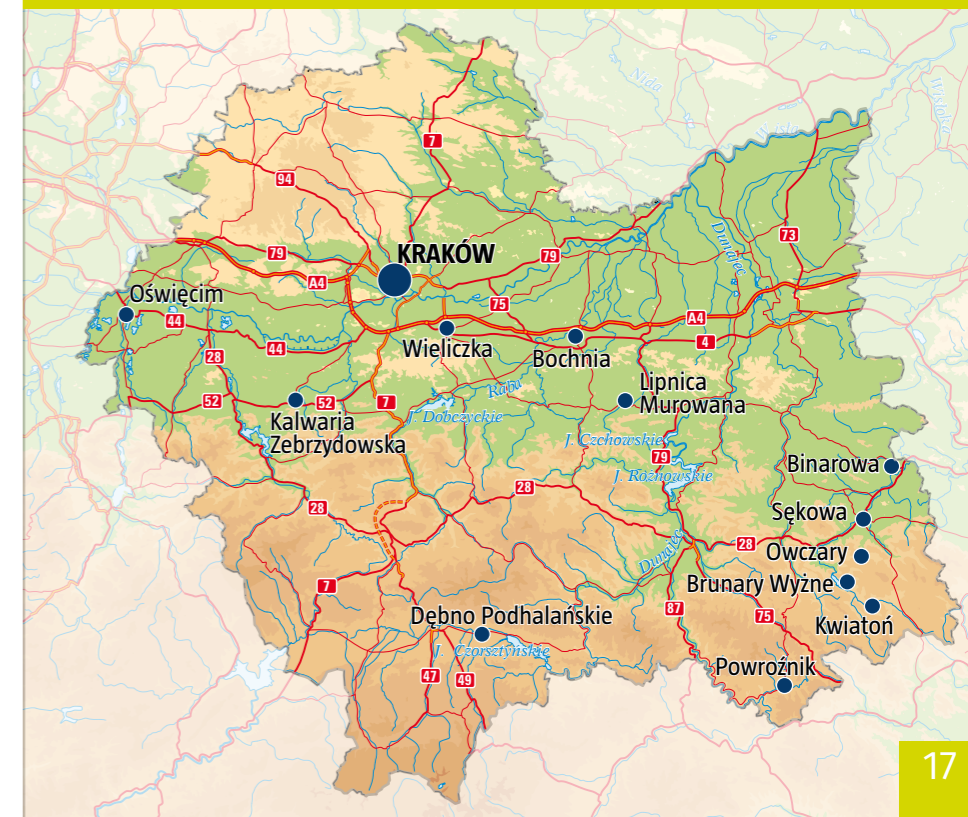 Nida
Wisła
Wisłoka
7
94
73
Dunajec
KRAKÓW
79
79
A4
Oświęcim
75
44
A4
Wieliczka
4
44
Bochnia
28
Raba
Lipnica
Murowana
52
52
7
Kalwaria
Zebrzydowska
J. Dobczyckie
J. Czchowskie
79
Binarowa
J. Rożnowskie
28
28
Sękowa
Dunajec
28
Owczary
Brunary Wyżne
7
87
75
Kwiatoń
Dębno Podhalańskie
J. Czorsztyńskie
47
49
Powroźnik
17